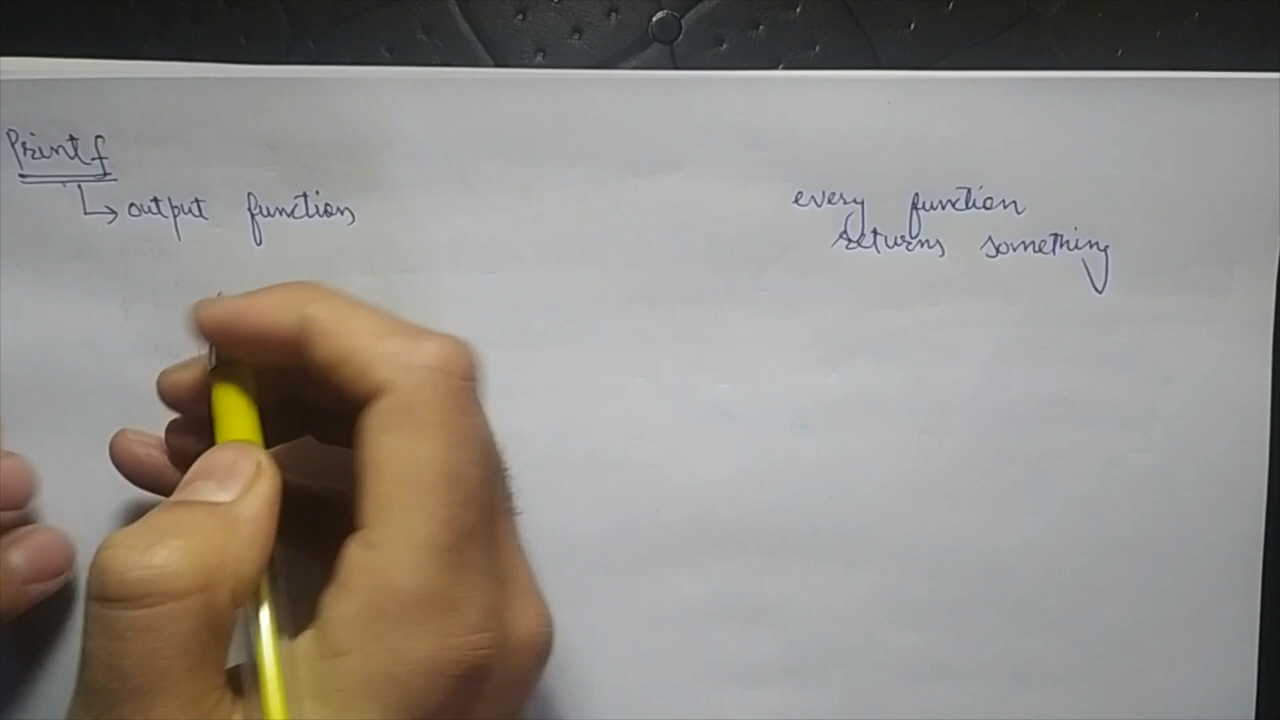 Printf
output function
every function
returns something